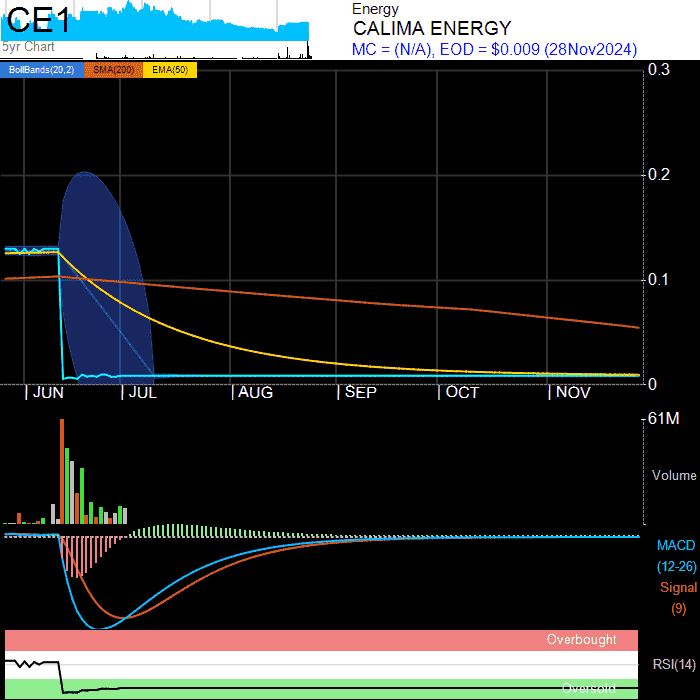 CE1
5yr Chart
Energy
CALIMA ENERGY
MC = (N/A), EOD = $0.009 (28Nov2024)
BollBands(20,2) SMA(200) EMA(50)
0.3
0.2
0.1
0
JUN JUL AUG SEP OCT NOV
61M
Volume
MACD
(12-26)
Signal
(9)
Overbought
RSI(14)
Oversold